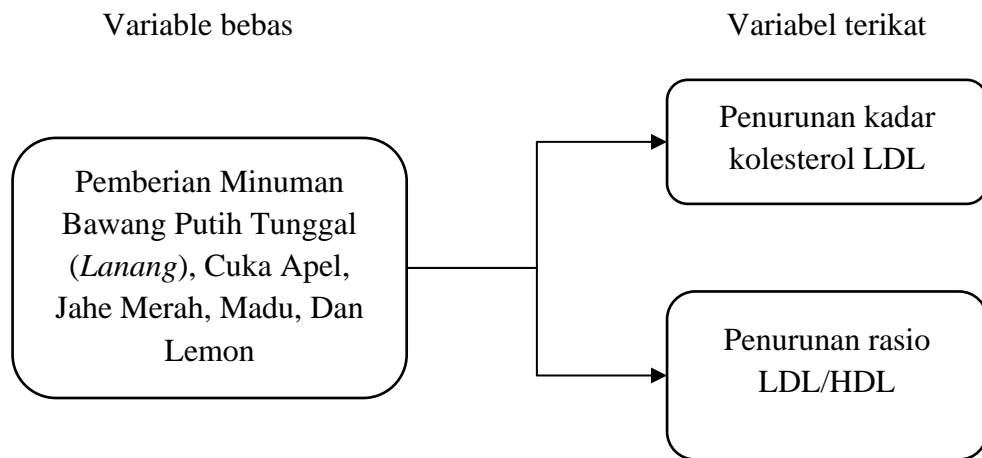 Variable bebas
Variabel terikat
Pemberian Minuman
Bawang Putih Tunggal
(Lanang), Cuka Apel,
Jahe Merah, Madu, Dan
Lemon
Penurunan kadar
kolesterol LDL
Penurunan rasio
LDL/HDL